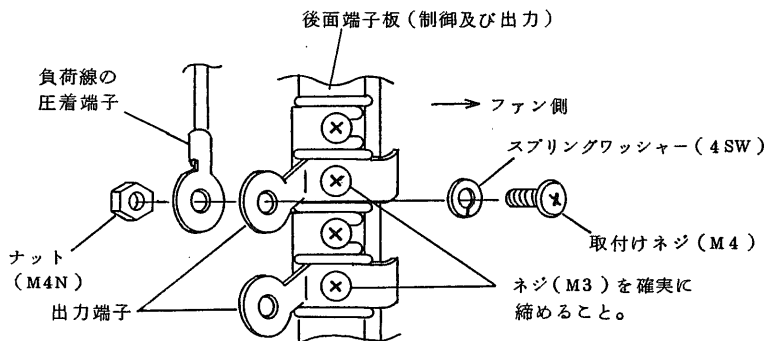 後面端子板(制御及び出力)
負荷線の
圧着端子
ファン側
スプリングワッシャー(4SW)
取付けネジ(M4)
ナット
(M4N)
出力端子
ネジ(M3)を確実に
締めること。